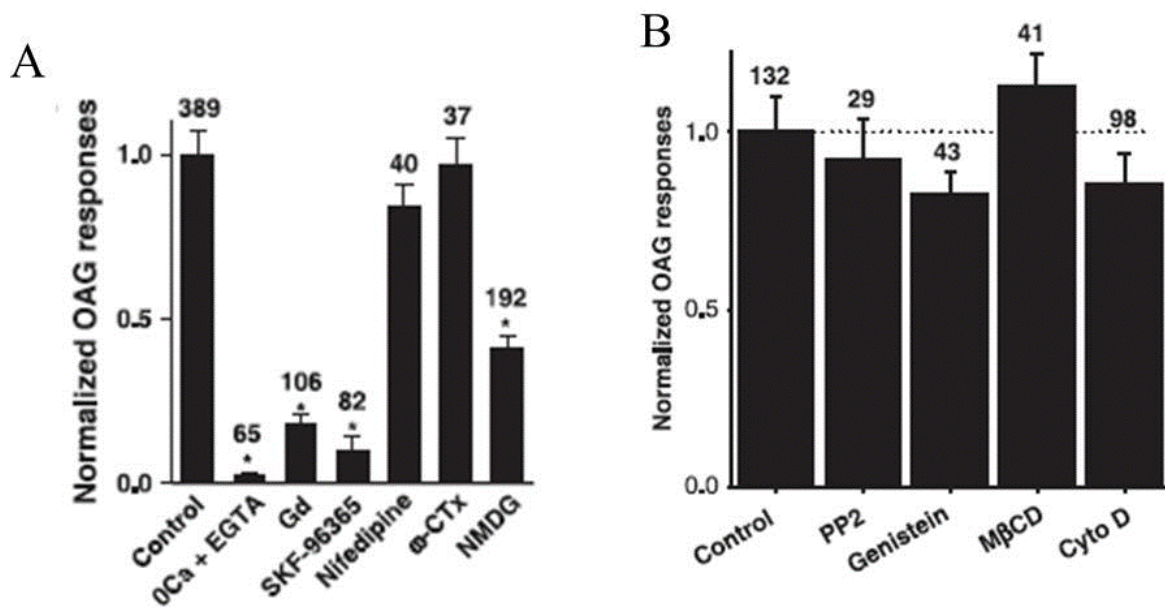 A
Normalized OAG responses
1.0
0.5
0.0
389
65
*
106
*
82
*
40
37
192
*
Control
0Ca + EGTA
Gd
SKF-96365
Nifedipine
ω-CTx
NMDG
B
Normalized OAG responses
1.0
0.5
0.0
132
29
43
41
98
Control
PP2
Genistein
MβCD
Cyto D